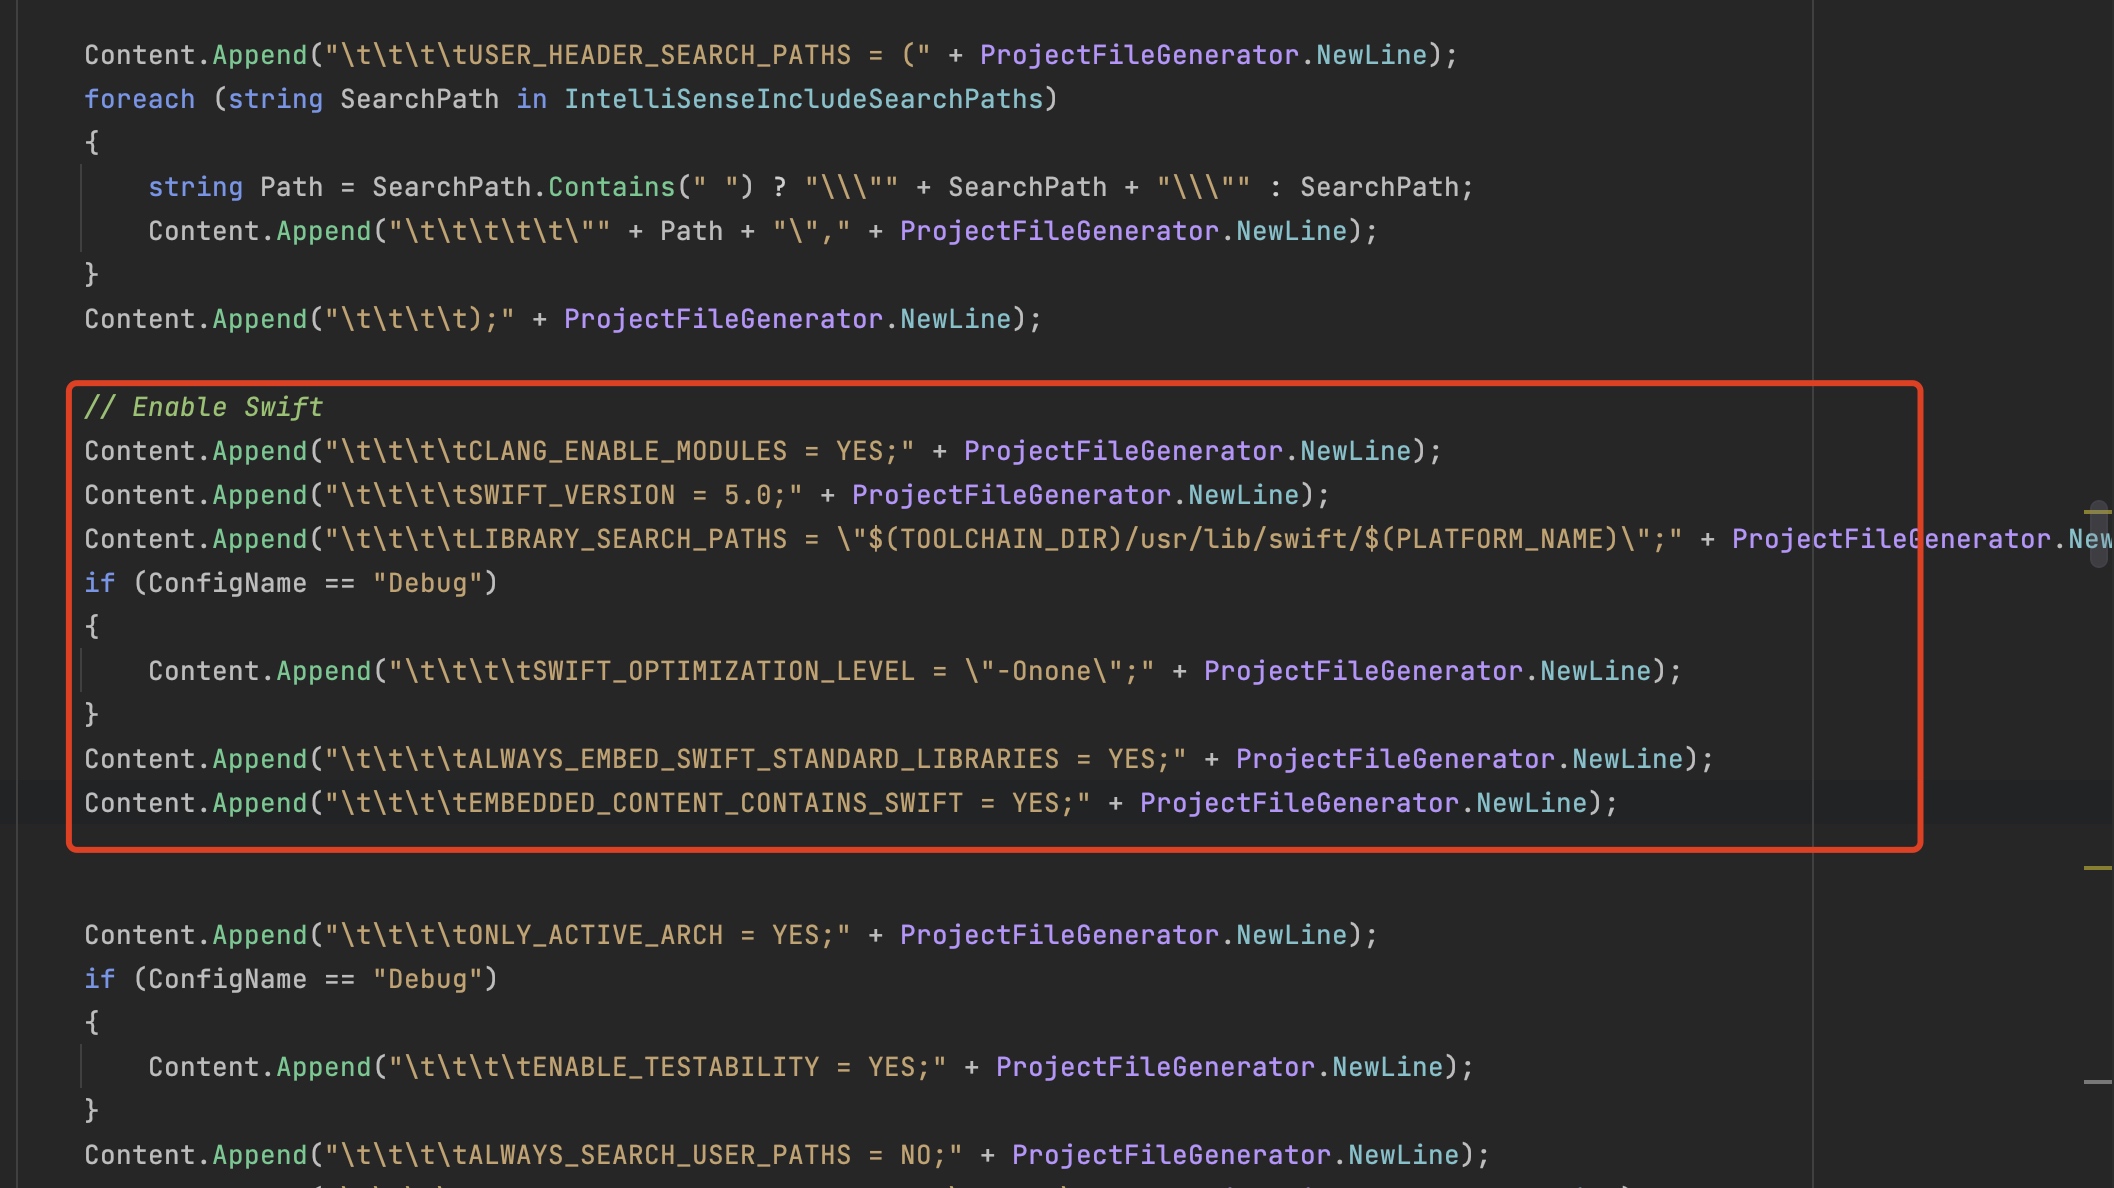 Content.Append("\t\t\t\tUSER_HEADER_SEARCH_PATHS = (" + ProjectFileGenerator.NewLine);
foreach (string SearchPath in IntelliSenseIncludeSearchPaths)
{
    string Path = SearchPath.Contains(" ") ? "\\\"" + SearchPath + "\\\"" : SearchPath;
    Content.Append("\t\t\t\t\t\"" + Path + "\"," + ProjectFileGenerator.NewLine);
}
Content.Append("\t\t\t\t);" + ProjectFileGenerator.NewLine);
// Enable Swift
Content.Append("\t\t\t\tCLANG_ENABLE_MODULES = YES;" + ProjectFileGenerator.NewLine);
Content.Append("\t\t\t\tSWIFT_VERSION = 5.0;" + ProjectFileGenerator.NewLine);
Content.Append("\t\t\t\tLIBRARY_SEARCH_PATHS = \"$(TOOLCHAIN_DIR)/usr/lib/swift/$(PLATFORM_NAME)\";" + ProjectFileGenerator.New
if (ConfigName == "Debug")
{
    Content.Append("\t\t\t\tSWIFT_OPTIMIZATION_LEVEL = \"-Onone\";" + ProjectFileGenerator.NewLine);
}
Content.Append("\t\t\t\tALWAYS_EMBED_SWIFT_STANDARD_LIBRARIES = YES;" + ProjectFileGenerator.NewLine);
Content.Append("\t\t\t\tEMBEDDED_CONTENT_CONTAINS_SWIFT = YES;" + ProjectFileGenerator.NewLine);
Content.Append("\t\t\t\tONLY_ACTIVE_ARCH = YES;" + ProjectFileGenerator.NewLine);
if (ConfigName == "Debug")
{
    Content.Append("\t\t\t\tENABLE_TESTABILITY = YES;" + ProjectFileGenerator.NewLine);
}
Content.Append("\t\t\t\tALWAYS_SEARCH_USER_PATHS = NO;" + ProjectFileGenerator.NewLine);